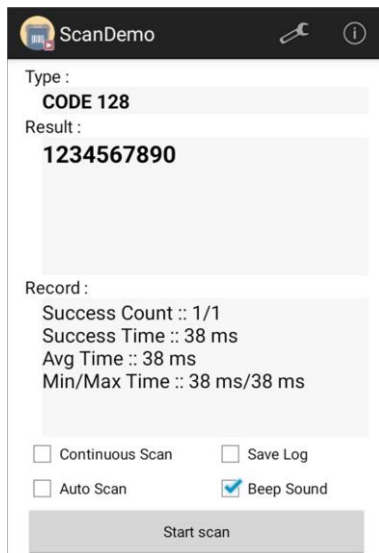 ScanDemo
Type :
CODE 128
Result :
1234567890
Record :
Success Count :: 1/1
Success Time :: 38 ms
Avg Time :: 38 ms
Min/Max Time :: 38 ms/38 ms
Continuous Scan
Save Log
Auto Scan
Beep Sound
Start scan